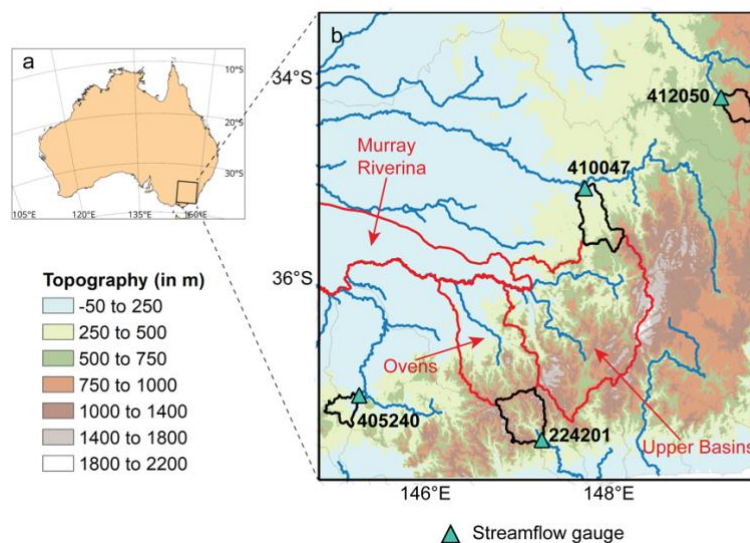 a
10°S
20°S
30°S
105°E
120°E
135°E
150°E
160°E
Topography (in m)
-50 to 250
250 to 500
500 to 750
750 to 1000
1000 to 1400
1400 to 1800
1800 to 2200
b
34°S
36°S
412050
Murray
Riverina
410047
Ovens
405240
224201
Upper Basins
146°E
148°E
Streamflow gauge